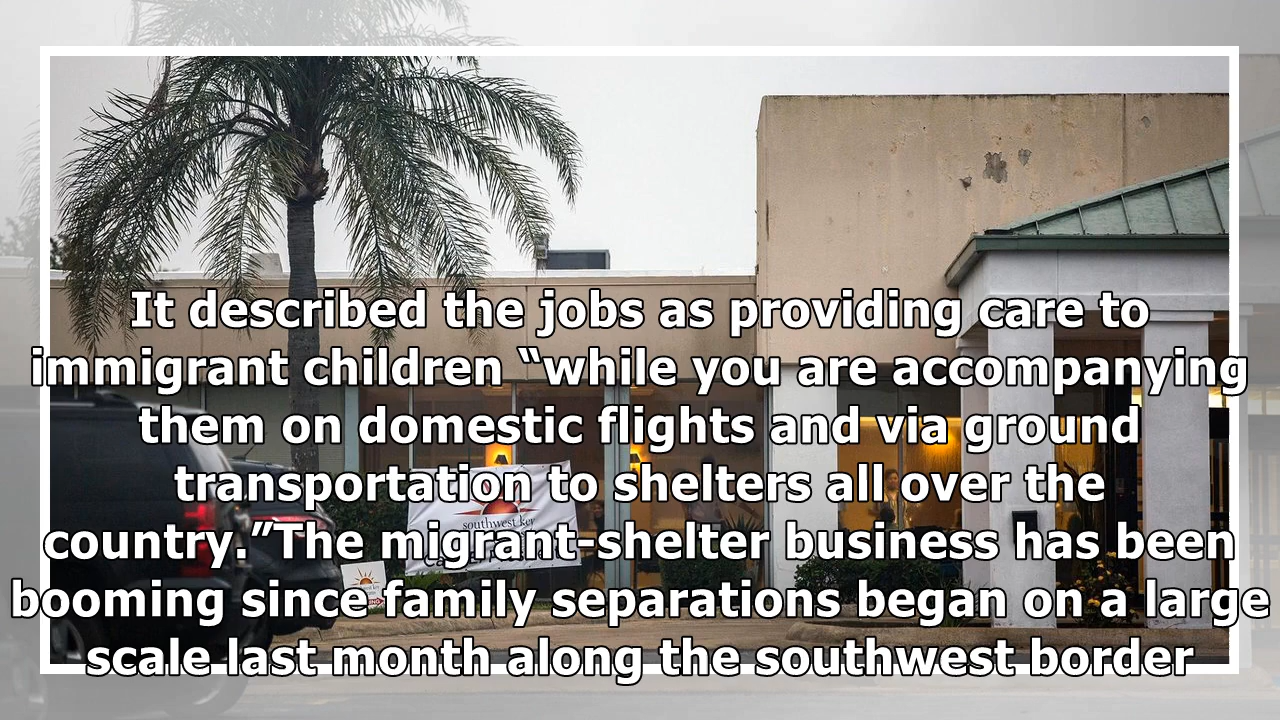 It described the jobs as providing care to
immigrant children “while you are accompanying
them on domestic flights and via ground
transportation to shelters all over the
country.”The migrant-shelter business has been
booming since family separations began on a large
scale last month along the southwest border
southwest key